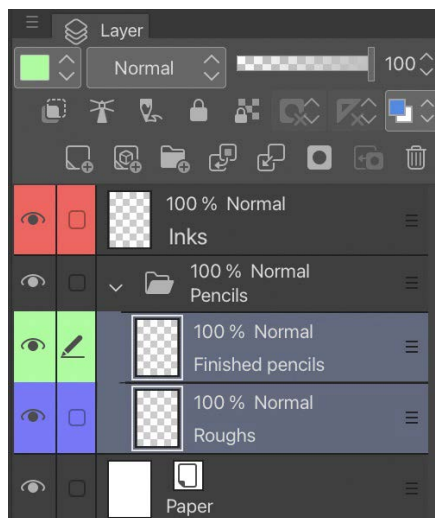 Layer
Normal
100
100 % Normal
Inks
100 % Normal
Pencils
100 % Normal
Finished pencils
100 % Normal
Roughs
Paper